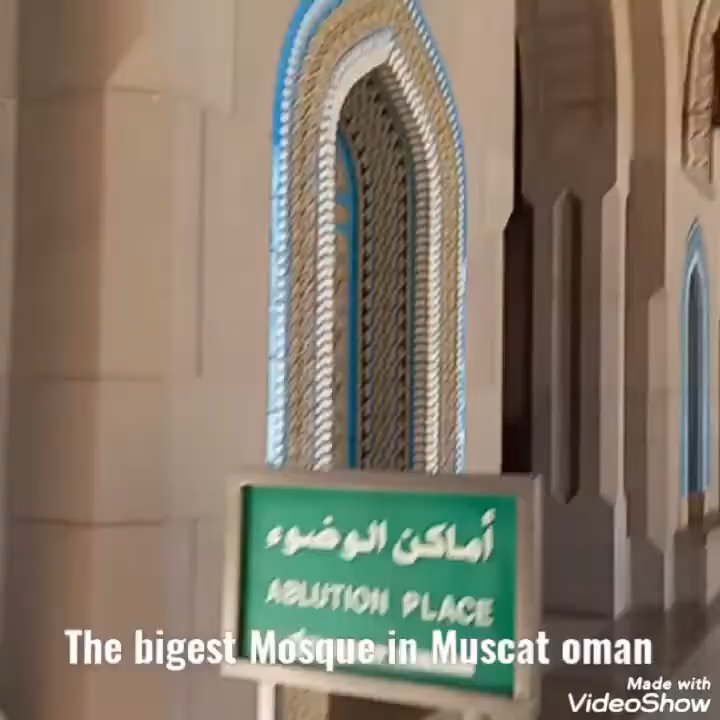 أماكن الوضوء
ABLUTION PLACE
The bigest Mosque in Muscat oman
Made with
VideoShow